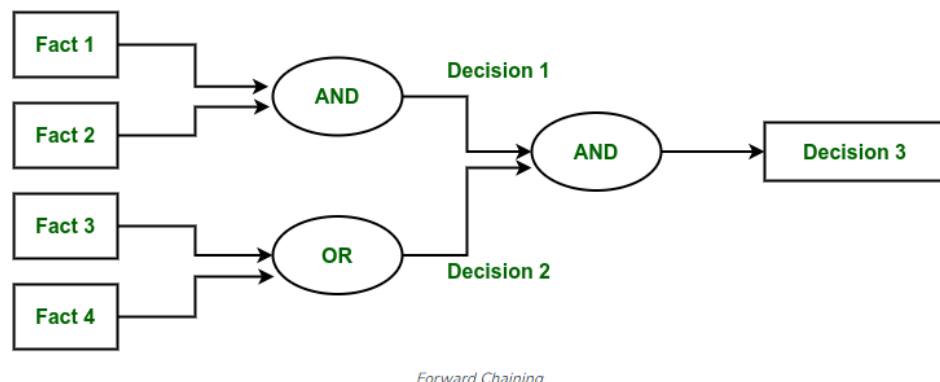 Fact 1
Fact 2
Fact 3
Fact 4
AND
OR
Decision 1
Decision 2
AND
Decision 3
Forward Chaining